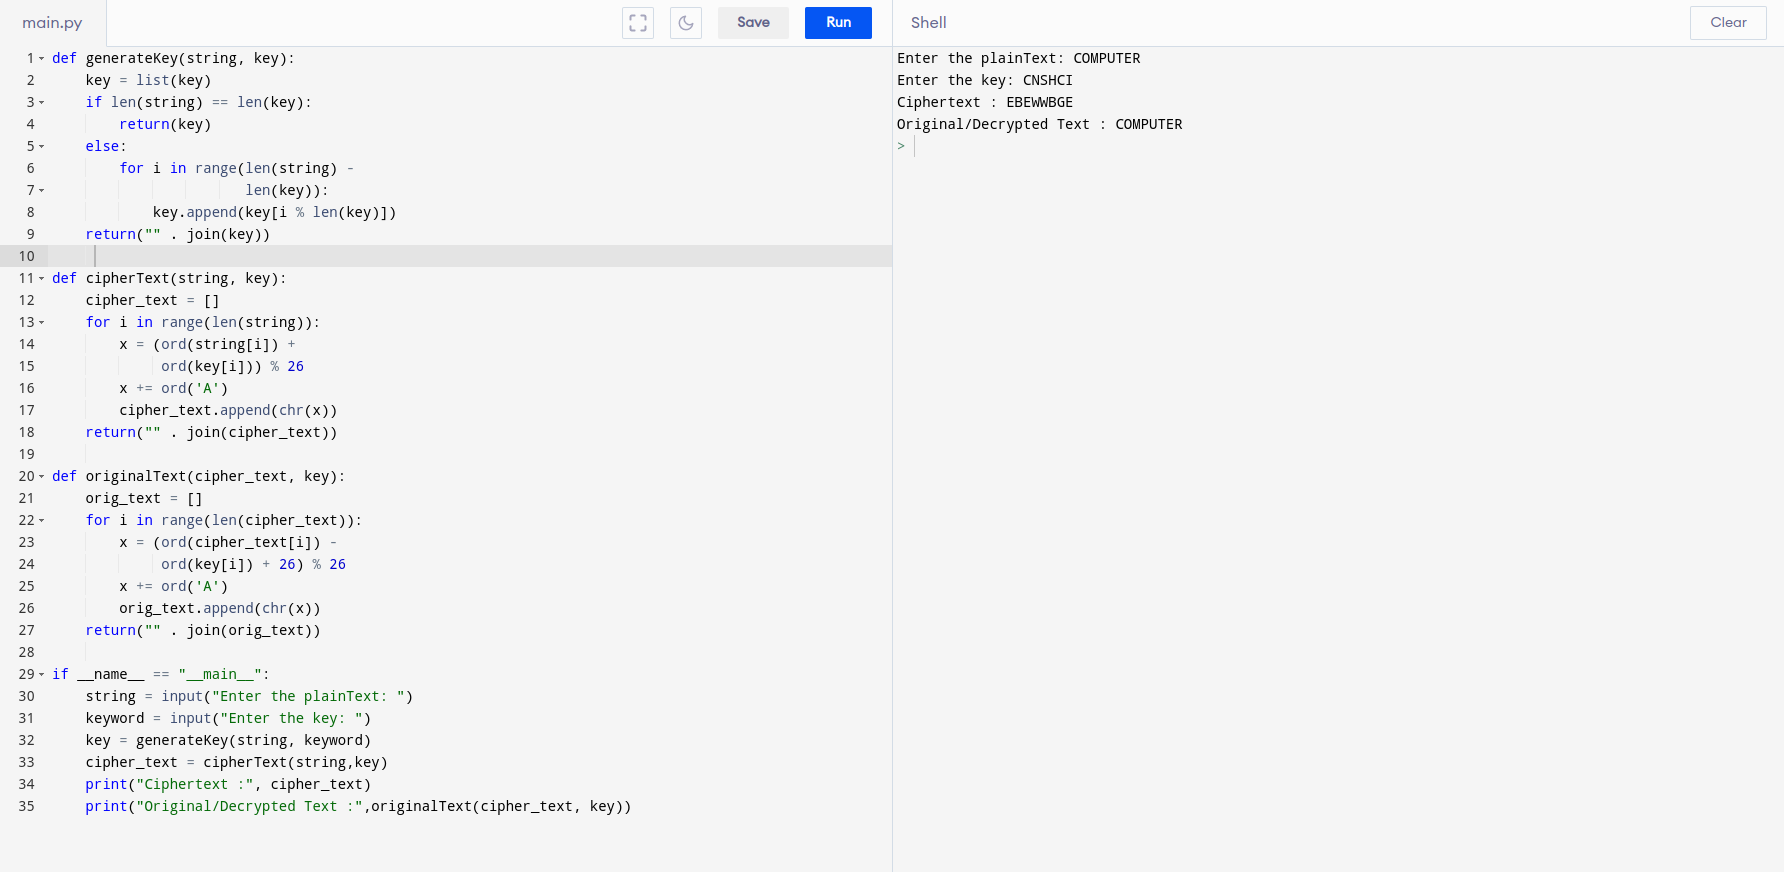 main.py
Save
Run
Shell
Clear
1 def generateKey(string, key):
2     key = list(key)
3     if len(string) == len(key):
4         return(key)
5     else:
6         for i in range(len(string) -
7                        len(key)):
8             key.append(key[i % len(key)])
9     return("" . join(key))
10
11 def cipherText(string, key):
12     cipher_text = []
13     for i in range(len(string)):
14         x = (ord(string[i]) +
15              ord(key[i])) % 26
16         x += ord('A')
17         cipher_text.append(chr(x))
18     return("" . join(cipher_text))
19
20 def originalText(cipher_text, key):
21     orig_text = []
22     for i in range(len(cipher_text)):
23         x = (ord(cipher_text[i]) -
24              ord(key[i]) + 26) % 26
25         x += ord('A')
26         orig_text.append(chr(x))
27     return("" . join(orig_text))
28
29 if __name__ == "__main__":
30     string = input("Enter the plainText: ")
31     keyword = input("Enter the key: ")
32     key = generateKey(string, keyword)
33     cipher_text = cipherText(string,key)
34     print("Ciphertext :", cipher_text)
35     print("Original/Decrypted Text :",originalText(cipher_text, key))
Enter the plainText: COMPUTER
Enter the key: CNSHCI
Ciphertext : EBEWWBGE
Original/Decrypted Text : COMPUTER
>